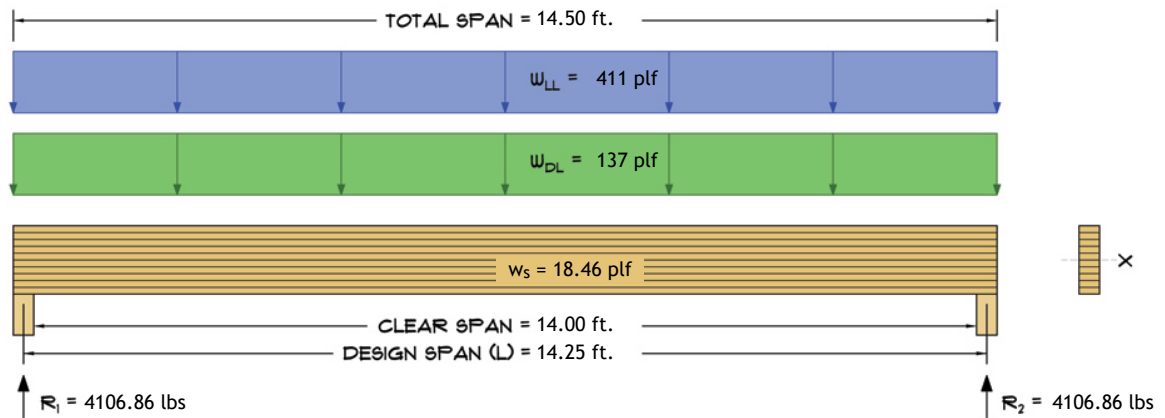 TOTAL SPAN = 14.50 ft.
wLL = 411 plf
wDL = 137 plf
ws = 18.46 plf
X
CLEAR SPAN = 14.00 ft.
DESIGN SPAN (L) = 14.25 ft.
R1 = 4106.86 lbs
R2 = 4106.86 lbs